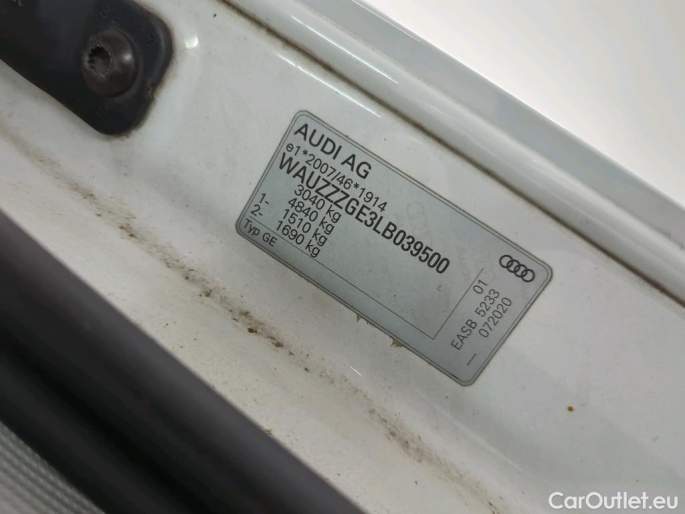 AUDI AG
e1*2007/46*1914
WAUZZZGE3LB039500
3040 kg
4840 kg
1- 1510 kg
2- 1690 kg
Typ GE
01
EASB 5233
— 072020
CarOutlet.eu